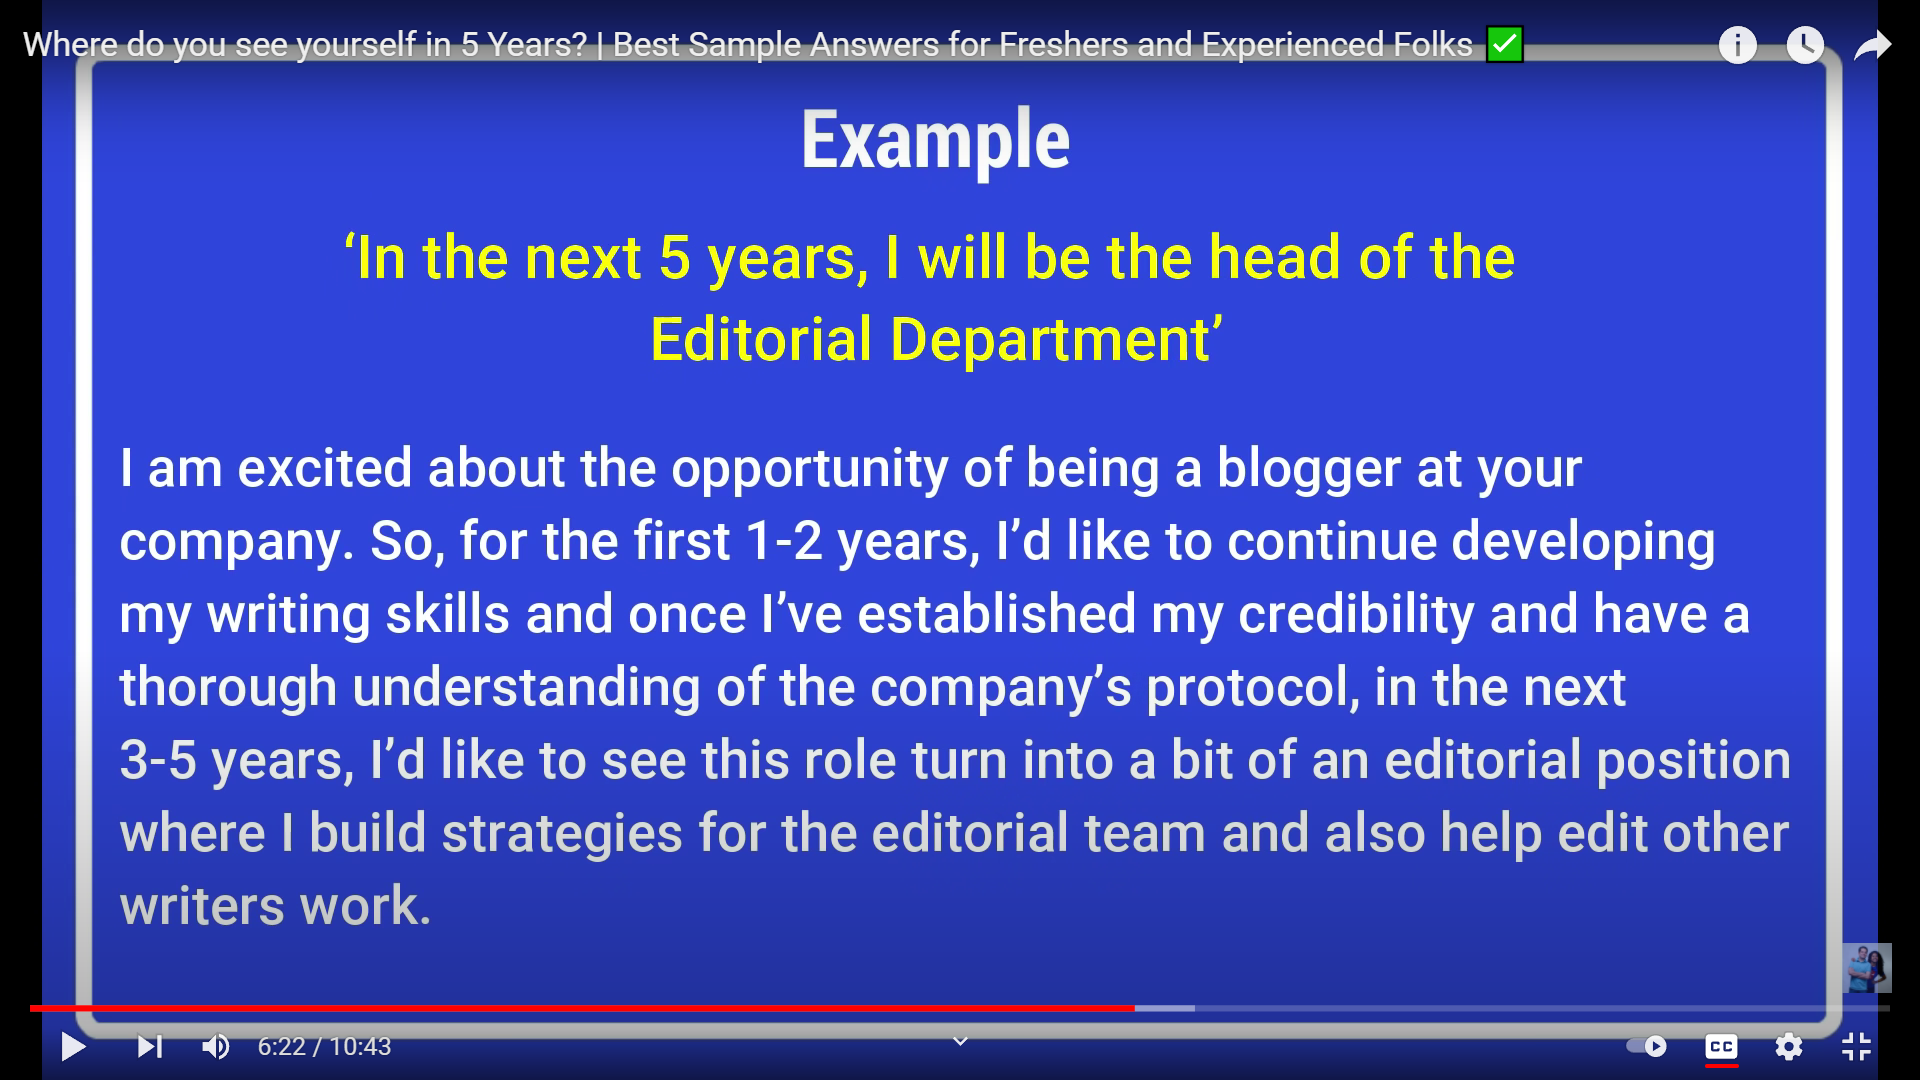 Where do you see yourself in 5 Years? | Best Sample Answers for Freshers and Experienced Folks ✅
Example
‘In the next 5 years, I will be the head of the
Editorial Department’
I am excited about the opportunity of being a blogger at your
company. So, for the first 1-2 years, I’d like to continue developing
my writing skills and once I’ve established my credibility and have a
thorough understanding of the company’s protocol, in the next
3-5 years, I’d like to see this role turn into a bit of an editorial position
where I build strategies for the editorial team and also help edit other
writers work.
6:22 / 10:43
CC